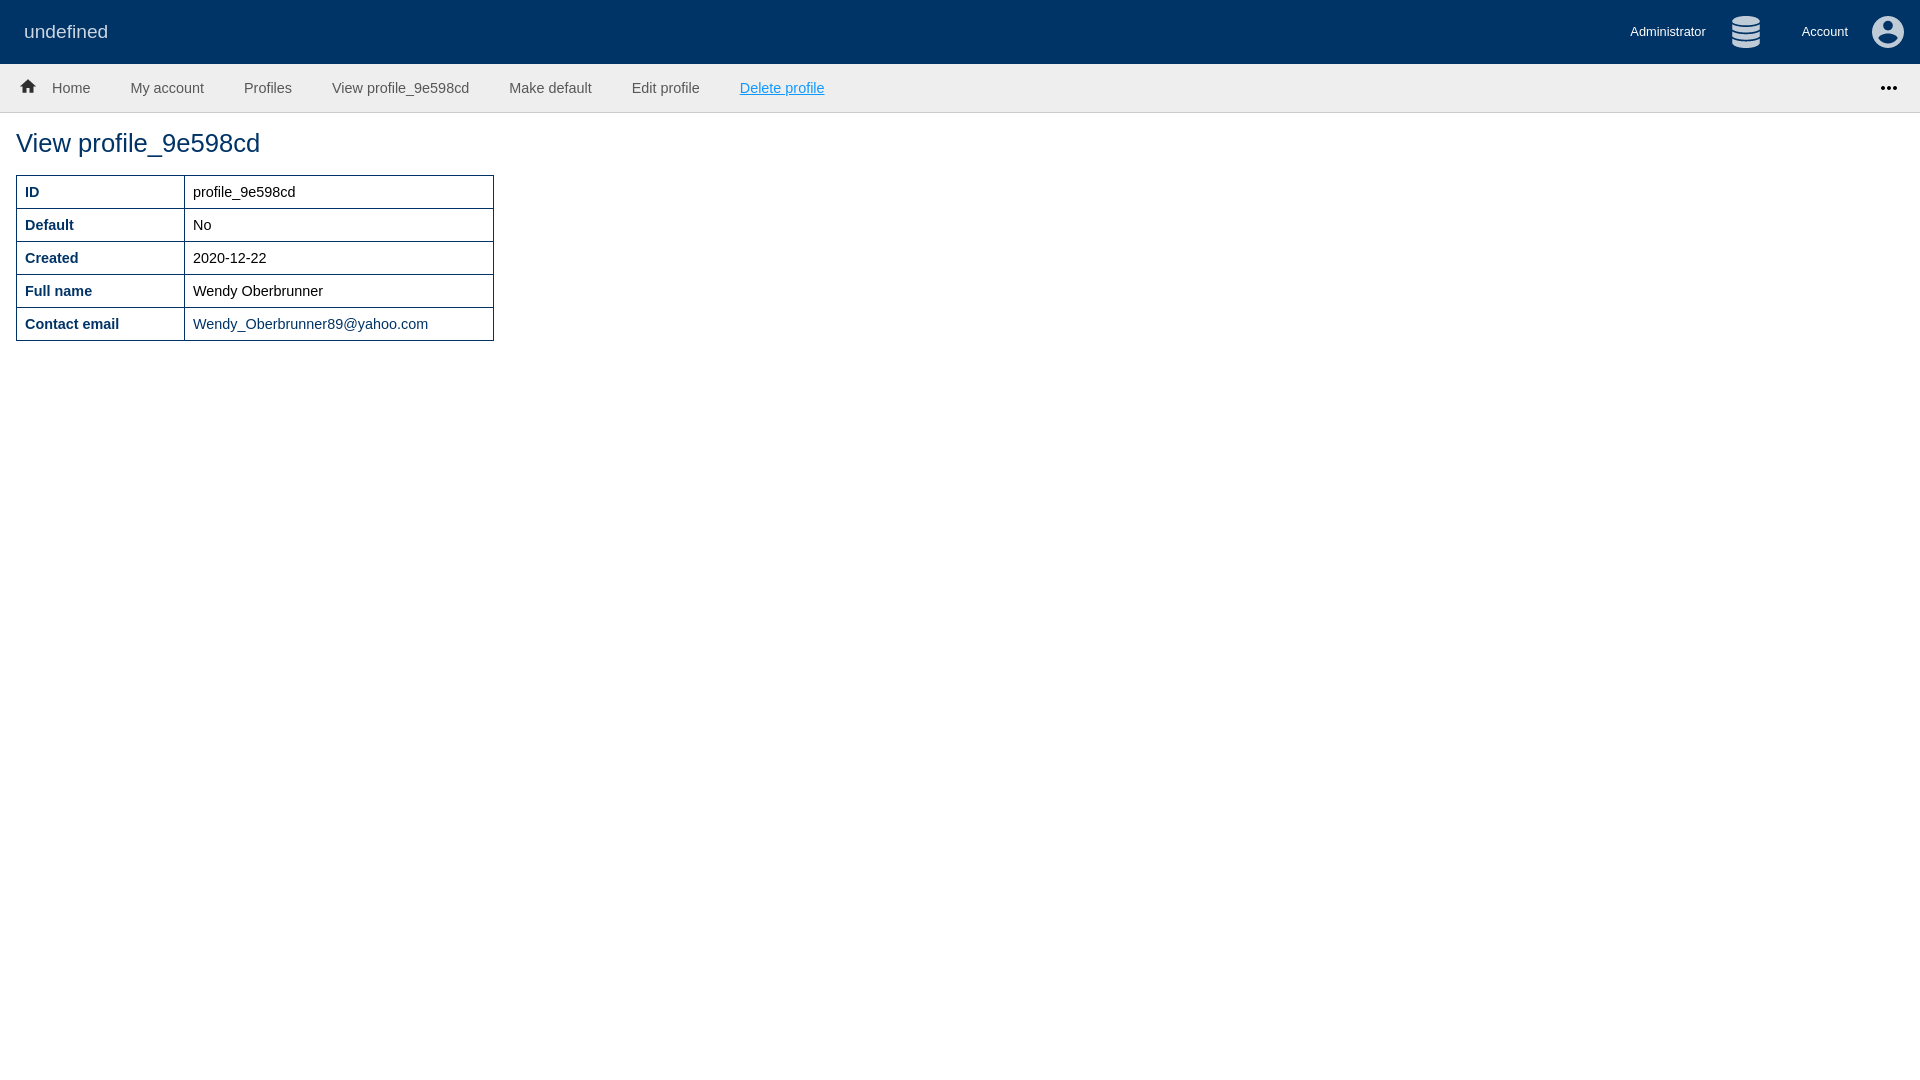 undefined
Administrator Account
Home My account Profiles View profile_9e598cd Make default Edit profile Delete profile
View profile_9e598cd
ID profile_9e598cd
Default No
Created 2020-12-22
Full name Wendy Oberbrunner
Contact email Wendy_Oberbrunner89@yahoo.com